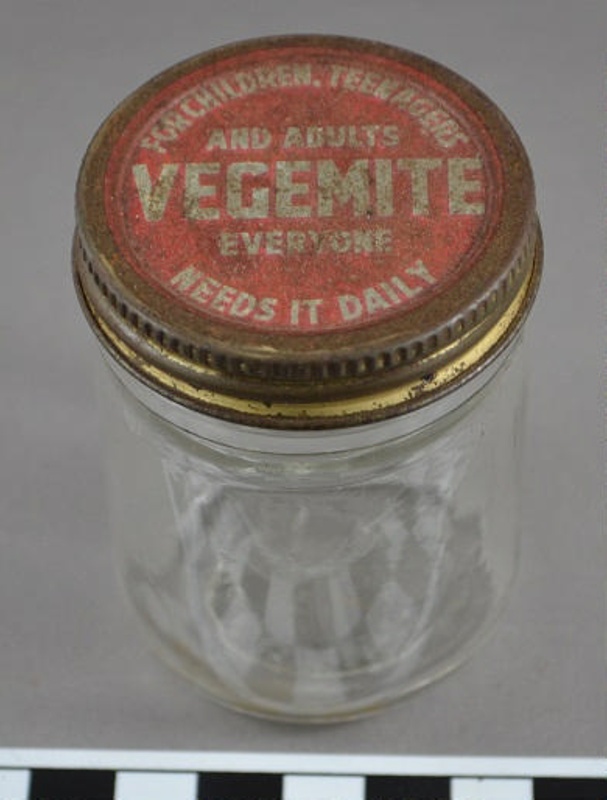 FOR CHILDREN, TEENAGERS
AND ADULTS
VEGEMITE
EVERYONE
NEEDS IT DAILY